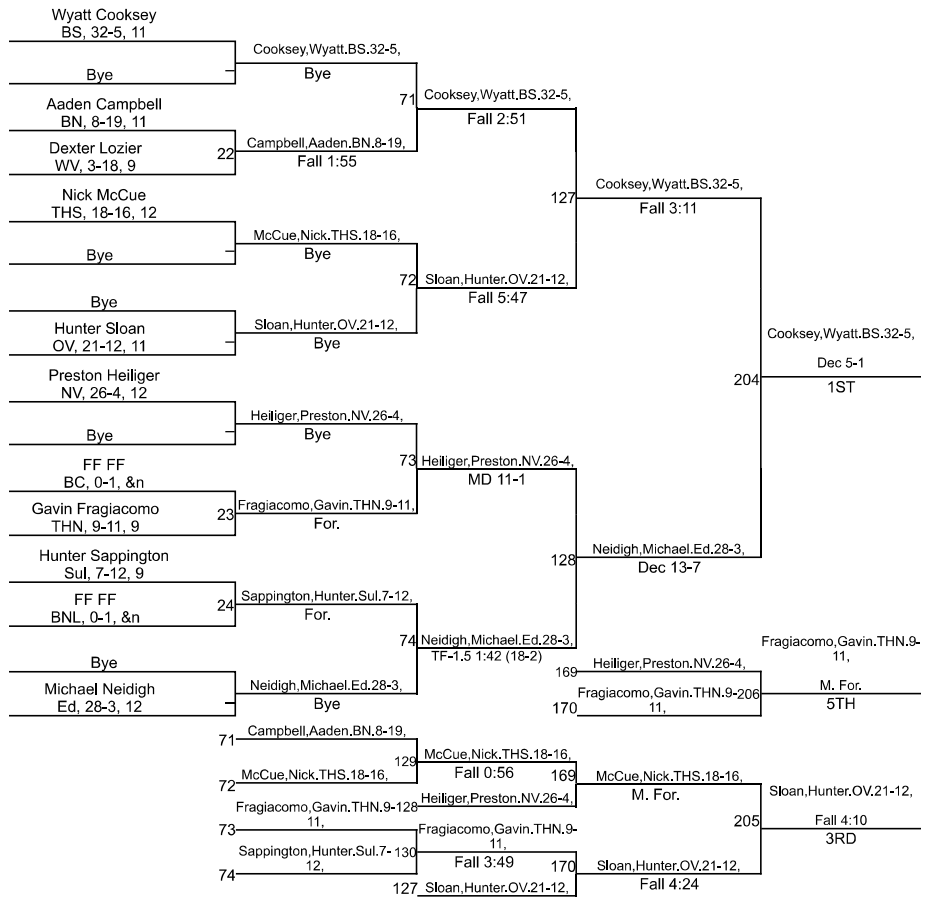 Wyatt Cooksey
BS, 32-5, 11
Cooksey,Wyatt.BS.32-5,
Bye
Bye
71
Cooksey,Wyatt.BS.32-5,
Fall 2:51
Aaden Campbell
BN, 8-19, 11
22
Campbell,Aaden.BN.8-19,
Fall 1:55
Dexter Lozier
WV, 3-18, 9
127
Cooksey,Wyatt.BS.32-5,
Fall 3:11
Nick McCue
THS, 18-16, 12
McCue,Nick.THS.18-16,
Bye
Bye
72
Sloan,Hunter.OV.21-12,
Fall 5:47
Bye
Sloan,Hunter.OV.21-12,
Bye
Hunter Sloan
OV, 21-12, 11
204
Cooksey,Wyatt.BS.32-5,
Dec 5-1
1ST
Preston Heiliger
NV, 26-4, 12
Heiliger,Preston.NV.26-4,
Bye
Bye
73
Heiliger,Preston.NV.26-4,
MD 11-1
FF FF
BC, 0-1, &n
23
Fragiacomo,Gavin.THN.9-11,
For.
Gavin Fragiacomo
THN, 9-11, 9
128
Neidigh,Michael.Ed.28-3,
Dec 13-7
Hunter Sappington
Sul, 7-12, 9
24
Sappington,Hunter.Sul.7-12,
For.
FF FF
BNL, 0-1, &n
74
Neidigh,Michael.Ed.28-3,
TF-1.5 1:42 (18-2)
Bye
Neidigh,Michael.Ed.28-3,
Bye
Michael Neidigh
Ed, 28-3, 12
169
Heiliger,Preston.NV.26-4,
170
Fragiacomo,Gavin.THN.9-
11,
206
Fragiacomo,Gavin.THN.9-
11,
M. For.
5TH
71
Campbell,Aaden.BN.8-19,
72
McCue,Nick.THS.18-16,
129
McCue,Nick.THS.18-16,
Fall 0:56
128
Heiliger,Preston.NV.26-4,
169
McCue,Nick.THS.18-16,
M. For.
73
Fragiacomo,Gavin.THN.9-
11,
74
Sappington,Hunter.Sul.7-
12,
130
Fragiacomo,Gavin.THN.9-
11,
Fall 3:49
127
Sloan,Hunter.OV.21-12,
170
Sloan,Hunter.OV.21-12,
Fall 4:24
205
Sloan,Hunter.OV.21-12,
Fall 4:10
3RD